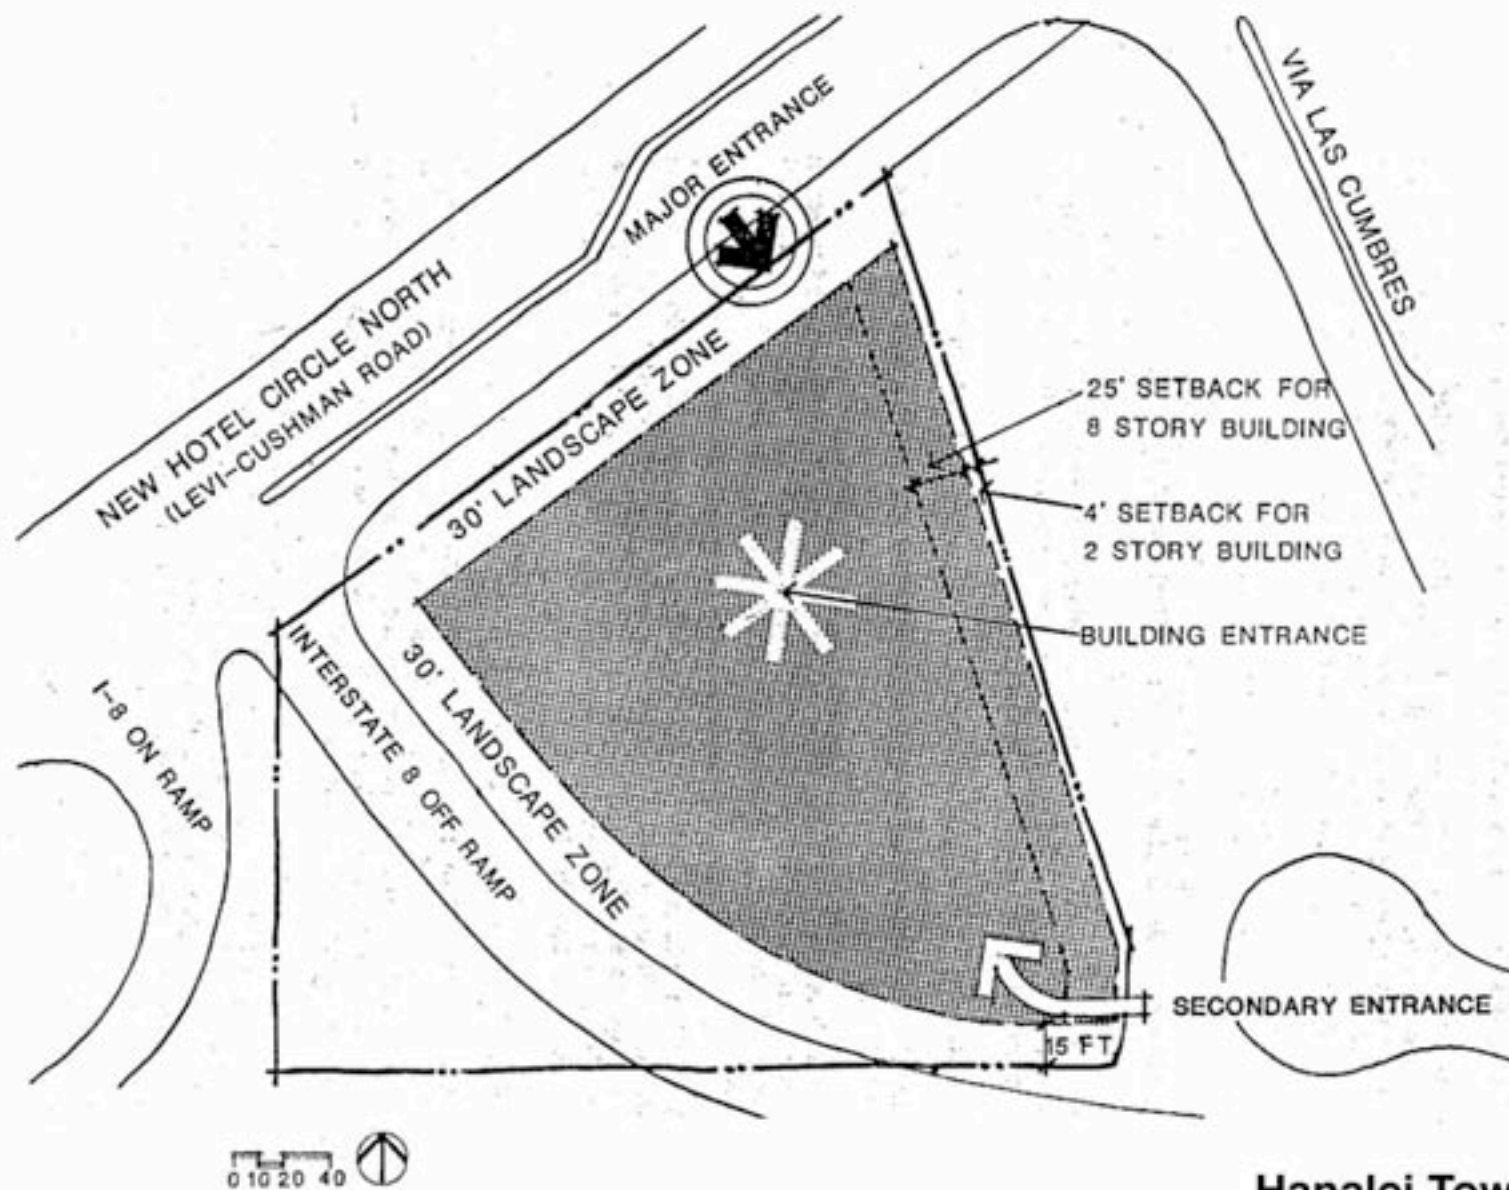 VIA LAS CUMBRES
MAJOR ENTRANCE
NEW HOTEL CIRCLE NORTH
(LEVI-CUSHMAN ROAD)
30' LANDSCAPE ZONE
25' SETBACK FOR
8 STORY BUILDING
4' SETBACK FOR
2 STORY BUILDING
BUILDING ENTRANCE
INTERSTATE 8 OFF RAMP
30' LANDSCAPE ZONE
I-8 ON RAMP
SECONDARY ENTRANCE
15 FT
0 10 20 40